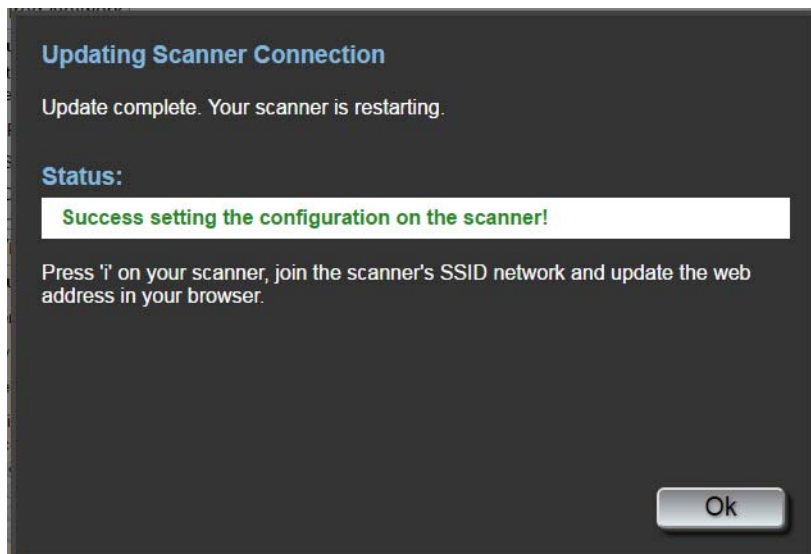 Updating Scanner Connection
Update complete. Your scanner is restarting.
Status:
Success setting the configuration on the scanner!
Press 'i' on your scanner, join the scanner's SSID network and update the web
address in your browser.
Ok